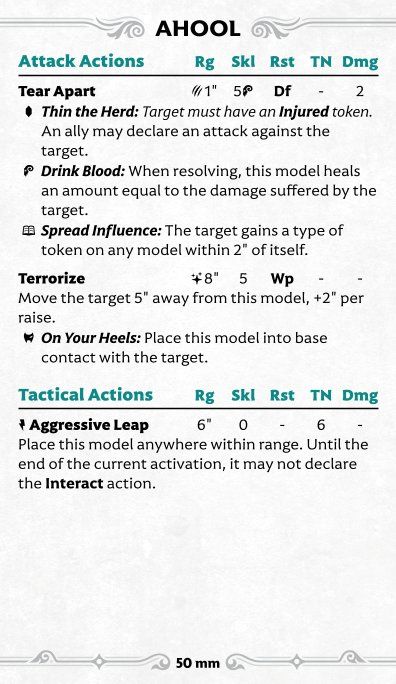 AHOOL
Attack Actions Rg Skl Rst TN Dmg
Tear Apart 1" 5 Df - 2
Thin the Herd: Target must have an Injured token.
An ally may declare an attack against the
target.
Drink Blood: When resolving, this model heals
an amount equal to the damage suffered by the
target.
Spread Influence: The target gains a type of
token on any model within 2" of itself.
Terrorize 8" 5 Wp - -
Move the target 5" away from this model, +2" per
raise.
On Your Heels: Place this model into base
contact with the target.
Tactical Actions Rg Skl Rst TN Dmg
Aggressive Leap 6" 0 - 6 -
Place this model anywhere within range. Until the
end of the current activation, it may not declare
the Interact action.
50 mm